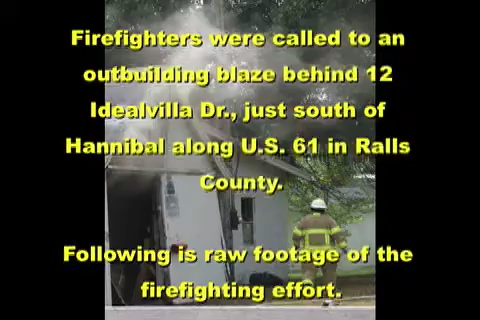 Firefighters were called to an
outbuilding blaze behind 12
Idealvilla Dr., just south of
Hannibal along U.S. 61 in Ralls
County.
Following is raw footage of the
firefighting effort.